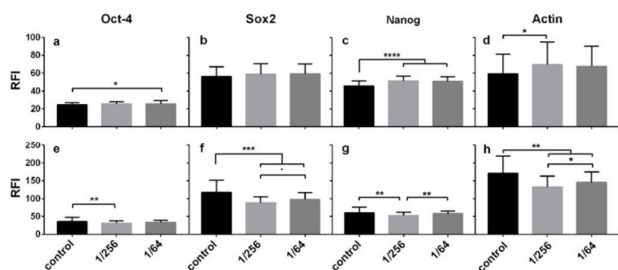 Oct-4 Sox2 Nanog Actin
a b c d
* **** *
RFI
100
80
60
40
20
0
e f g h
** *** ** ** ** *
RFI
250
200
150
100
50
0
control 1/256 1/64 control 1/256 1/64 control 1/256 1/64 control 1/256 1/64